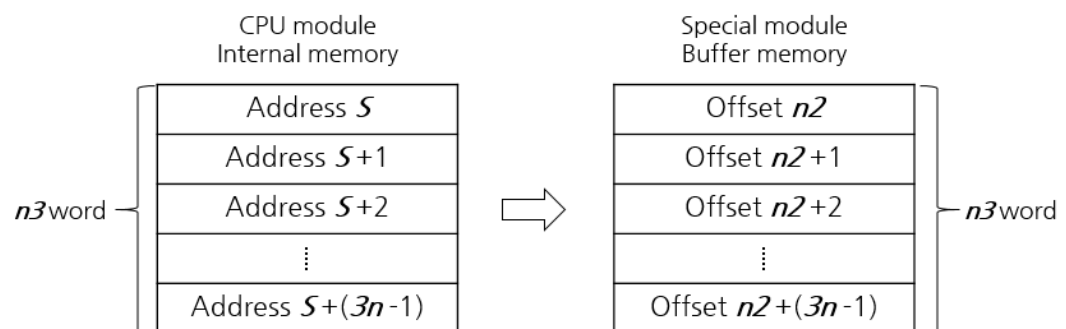 CPU module
Internal memory
Special module
Buffer memory
Address S
Offset n2
Address S+1
Offset n2+1
n3 word
Address S+2
Offset n2+2
n3 word
Address S+(3n-1)
Offset n2+(3n-1)